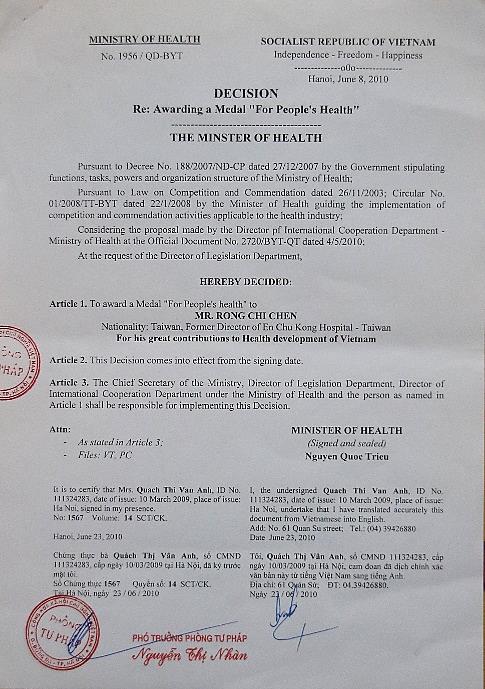 MINISTRY OF HEALTH
No. 1956 / QD-BYT
SOCIALIST REPUBLIC OF VIETNAM
Independence - Freedom - Happiness
--------------o0o--------------
Hanoi, June 8, 2010
DECISION
Re: Awarding a Medal "For People's Health"
THE MINSTER OF HEALTH
Pursuant to Decree No. 188/2007/ND-CP dated 27/12/2007 by the Government stipulating
functions, tasks, powers and organization structure of the Ministry of Health;
Pursuant to Law on Competition and Commendation dated 26/11/2003; Circular No.
01/2008/TT-BYT dated 22/1/2008 by the Minister of Health guiding the implementation of
competition and commendation activities applicable to the health industry;
Considering the proposal made by the Director pf International Cooperation Department -
Ministry of Health at the Official Document No. 2720/BYT-QT dated 4/5/2010;
At the request of the Director of Legislation Department,
HEREBY DECIDED:
Article 1. To award a Medal "For People's health" to
MR. RONG CHI CHEN
Nationality: Taiwan, Former Director of En Chu Kong Hospital - Taiwan
For his great contributions to Health development of Vietnam
Article 2. This Decision comes into effect from the signing date.
Article 3. The Chief Secretary of the Ministry, Director of Legislation Department, Director of
International Cooperation Department under the Ministry of Health and the person as named in
Article 1 shall be responsible for implementing this Decision.
Attn:
- As stated in Article 3;
- Files: VT, PC
MINISTER OF HEALTH
(Signed and sealed)
Nguyen Quoc Trieu
It is to certify that Mrs. Quach Thi Van Anh, ID No.
111324283, date of issue: 10 March 2009, place of issue:
Ha Noi, signed in my presence.
No: 1567 Volume: 14 SCT/CK.
Hanoi, June 23, 2010
I, the undersigned Quach Thi Van Anh, ID No.
111324283, date of issue: 10 March 2009, place of issue:
Ha Noi, undertake that I have translated accurately this
document from Vietnamese into English.
Add: No. 61 Quan Su street; Tel.: (04) 39426880
Date June 23, 2010
Chứng thực bà Quách Thị Vân Anh, số CMND
111324283, cấp ngày 10/03/2009 tại Hà Nội, đã ký trước
mặt tôi.
Số Chứng thực 1567 Quyển số: 14 SCT/CK.
Tại Hà Nội, ngày 23 / 06 / 2010
Tôi, Quách Thị Vân Anh, số CMND 111324283, cấp
ngày 10/03/2009 tại Hà Nội, cam đoan đã dịch chính xác
văn bản này từ tiếng Việt Nam sang tiếng Anh.
Địa chỉ: 61 Quán Sứ; ĐT: 04.39426880.
Ngày 23 / 06 / 2010
PHÒNG
TƯ PHÁP
PHÓ TRƯỞNG PHÒNG TƯ PHÁP
Nguyễn Thị Nhàn